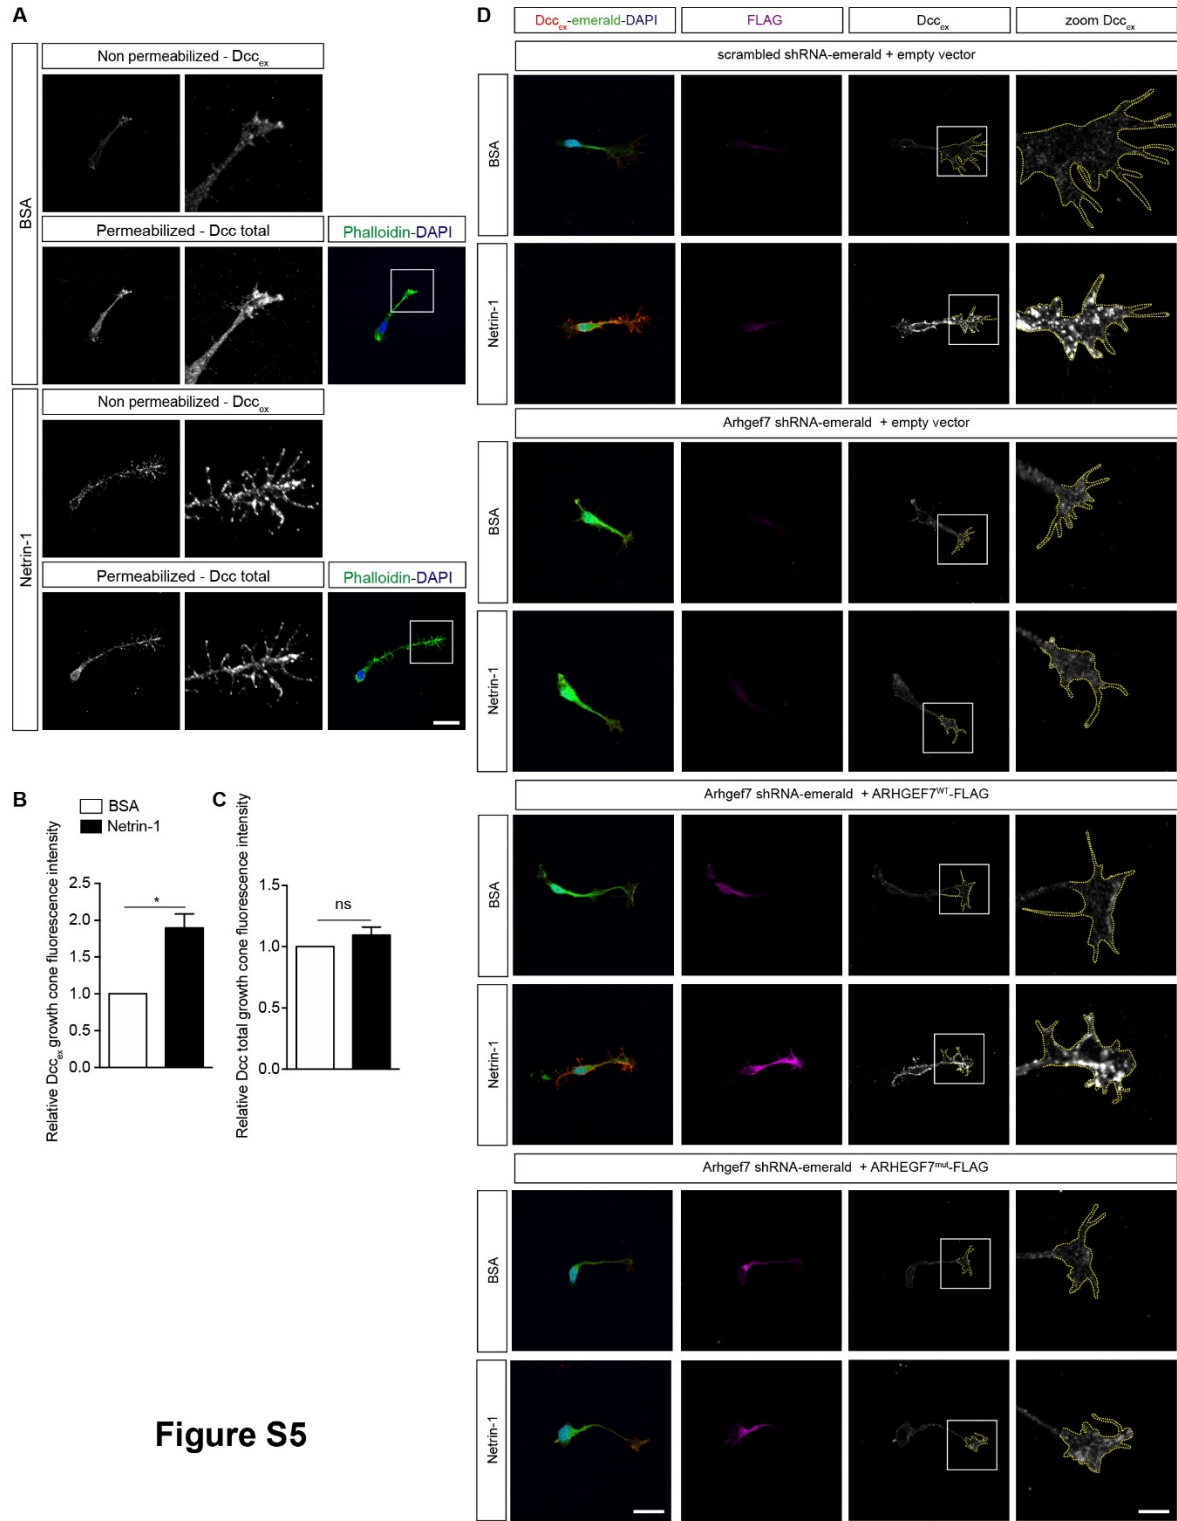 A
Non permeabilized - Dccex
BSA
Permeabilized - Dcc total
Phalloidin-DAPI
Non permeabilized - Dccex
Netrin-1
Permeabilized - Dcc total
Phalloidin-DAPI
B
BSA
Netrin-1
Relative Dccex growth cone fluorescence intensity
2.5
2.0
1.5
1.0
0.5
0.0
*
C
Relative Dcc total growth cone fluorescence intensity
1.5
1.0
0.5
0.0
ns
D
Dccex-emerald-DAPI
FLAG
Dccex
zoom Dccex
scrambled shRNA-emerald + empty vector
BSA
Netrin-1
Arhgef7 shRNA-emerald + empty vector
BSA
Netrin-1
Arhgef7 shRNA-emerald + ARHGEF7WT-FLAG
BSA
Netrin-1
Arhgef7 shRNA-emerald + ARHEGF7mut-FLAG
BSA
Netrin-1
Figure S5